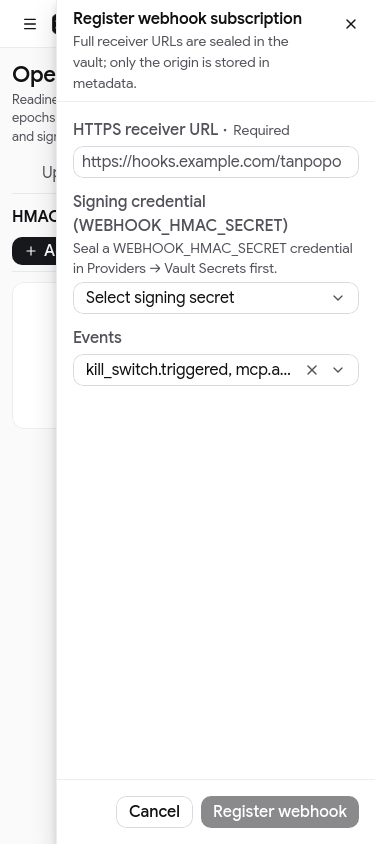 Register webhook subscription
Full receiver URLs are sealed in the
vault; only the origin is stored in
metadata.
Ope
Readine
epochs
and sigr
Up
HMAC
+ A
HTTPS receiver URL · Required
https://hooks.example.com/tanpopo
Signing credential
(WEBHOOK_HMAC_SECRET)
Seal a WEBHOOK_HMAC_SECRET credential
in Providers → Vault Secrets first.
Select signing secret
Events
kill_switch.triggered, mcp.a...
Cancel
Register webhook